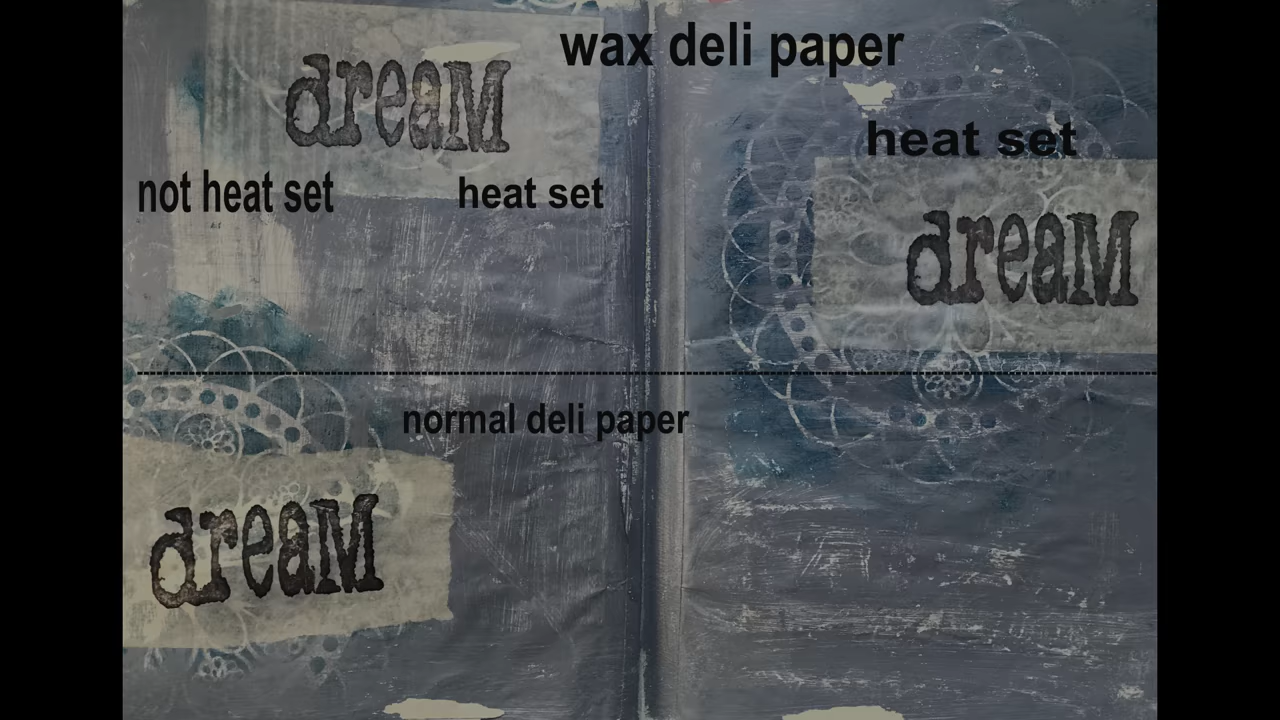 wax deli paper
dreaM
heat set
not heat set
heat set
dreaM
normal deli paper
dreaM